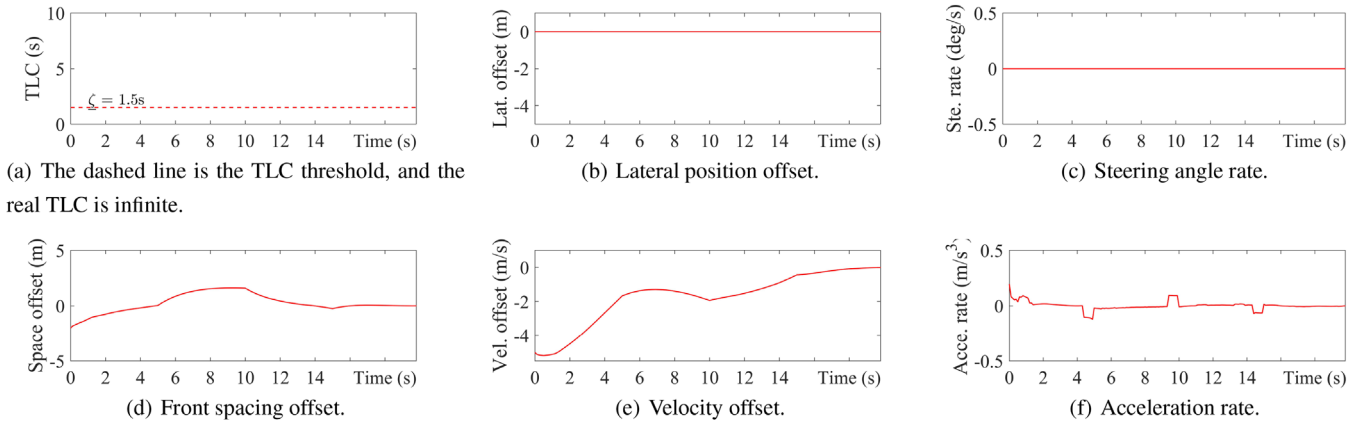 TLC (s)
10
5
0
ζ = 1.5s
0 2 4 6 8 10 12 14 Time (s)
(a) The dashed line is the TLC threshold, and the
real TLC is infinite.
Lat. offset (m)
0
-2
-4
0 2 4 6 8 10 12 14 Time (s)
(b) Lateral position offset.
Ste. rate (deg/s)
0.5
0
-0.5
0 2 4 6 8 10 12 14 Time (s)
(c) Steering angle rate.
Space offset (m)
5
0
-5
0 2 4 6 8 10 12 14 Time (s)
(d) Front spacing offset.
Vel. offset (m/s)
0
-2
-4
0 2 4 6 8 10 12 14 Time (s)
(e) Velocity offset.
Acce. rate (m/s³)
0.5
0
-0.5
0 2 4 6 8 10 12 14 Time (s)
(f) Acceleration rate.